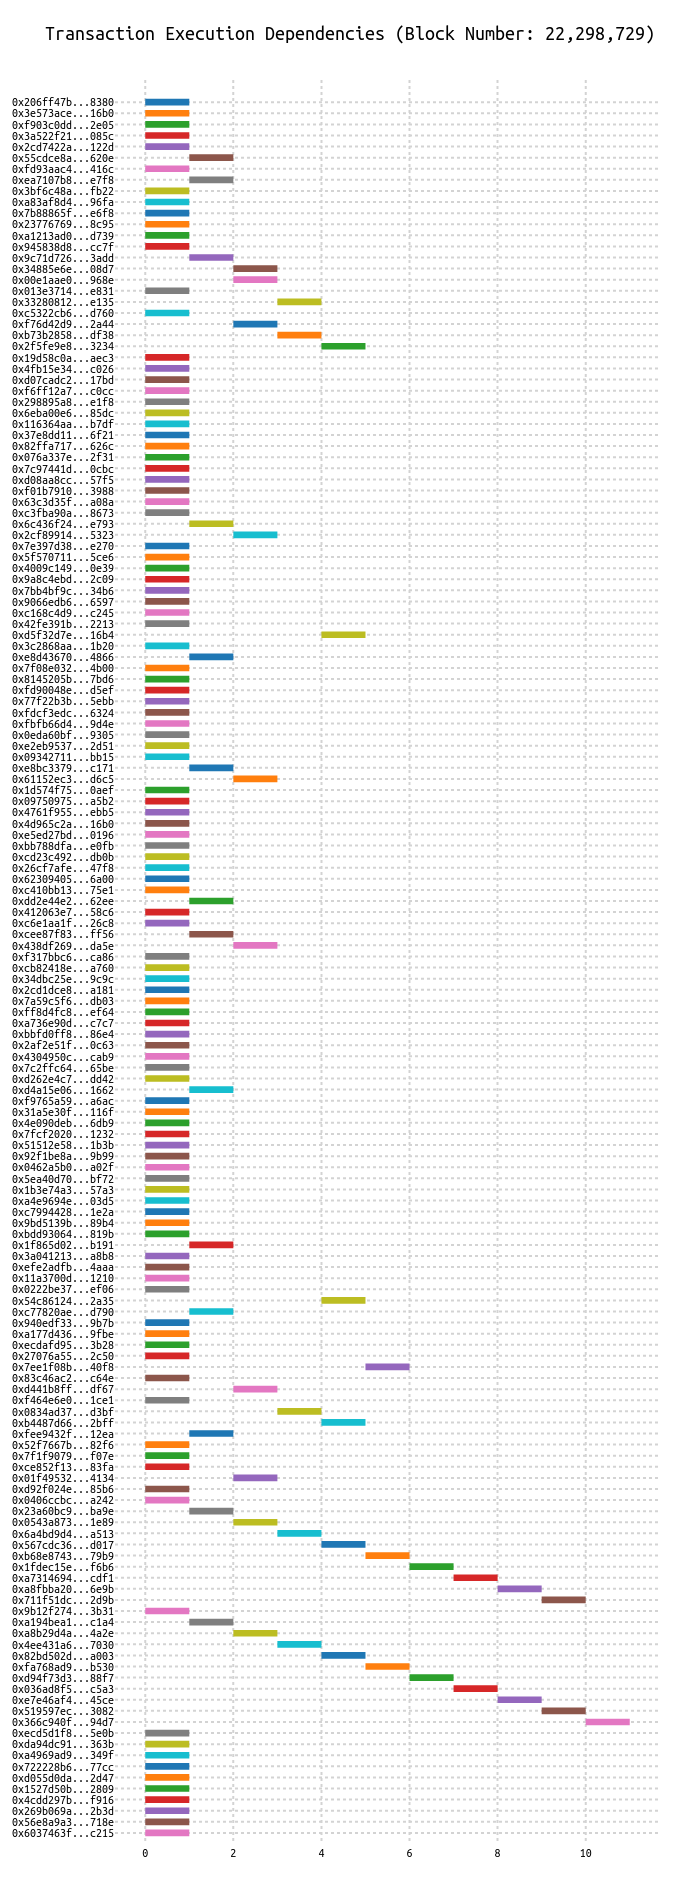 Transaction Execution Dependencies (Block Number: 22,298,729)
0x206ff47b...8380
0x3e573ace...16b0
0xf903c0dd...2e05
0x3a522f21...085c
0x2cd7422a...122d
0x55cdce8a...620e
0xfd93aac4...416c
0xea7107b8...e7f8
0x3bf6c48a...fb22
0xa83af8d4...96fa
0x7b88865f...e6f8
0x23776769...8c95
0xa1213ad0...d739
0x945838d8...cc7f
0x9c71d726...3add
0x34885e6e...08d7
0x00e1aae0...968e
0x013e3714...e831
0x33280812...e135
0xc5322cb6...d760
0xf76d42d9...2a44
0xb73b2858...df38
0x2f5fe9e8...3234
0x19d58c0a...aec3
0x4fb15e34...c026
0xd07cadc2...17bd
0xf6ff12a7...c0cc
0x298895a8...e1f8
0x6eba00e6...85dc
0x116364aa...b7df
0x37e8dd11...6f21
0x82ffa717...626c
0x076a337e...2f31
0x7c97441d...0cbc
0xd08aa8cc...57f5
0xf01b7910...3988
0x63c3d35f...a08a
0xc3fba90a...8673
0x6c436f24...e793
0x2cf89914...5323
0x7e397d38...e270
0x5f570711...5ce6
0x4009c149...0e39
0x9a8c4ebd...2c09
0x7bb4bf9c...34b6
0x9066edb6...6597
0xc168c4d9...c245
0x42fe391b...2213
0xd5f32d7e...16b4
0x3c2868aa...1b20
0xe8d43670...4866
0x7f08e032...4b00
0x8145205b...7bd6
0xfd90048e...d5ef
0x77f22b3b...5ebb
0xfdcf3edc...6324
0xfbfb66d4...9d4e
0x0eda60bf...9305
0xe2eb9537...2d51
0x09342711...bb15
0xe8bc3379...c171
0x61152ec3...d6c5
0x1d574f75...0aef
0x09750975...a5b2
0x4761f955...ebb5
0x4d965c2a...16b0
0xe5ed27bd...0196
0xbb788dfa...e0fb
0xcd23c492...db0b
0x26cf7afe...47f8
0x62309405...6a00
0xc410bb13...75e1
0xdd2e44e2...62ee
0x412063e7...58c6
0xc6e1aa1f...26c8
0xcee87f83...ff56
0x438df269...da5e
0xf317bbc6...ca86
0xcb82418e...a760
0x34dbc25e...9c9c
0x2cd1dce8...a181
0x7a59c5f6...db03
0xff8d4fc8...ef64
0xa736e90d...c7c7
0xbbfd0ff8...86e4
0x2af2e51f...0c63
0x4304950c...cab9
0x7c2ffc64...65be
0xd262e4c7...dd42
0xd4a15e06...1662
0xf9765a59...a6ac
0x31a5e30f...116f
0x4e090deb...6db9
0x7fcf2020...1232
0x51512e58...1b3b
0x92f1be8a...9b99
0x0462a5b0...a02f
0x5ea40d70...bf72
0x1b3e74a3...57a3
0xa4e9694e...03d5
0xc7994428...1e2a
0x9bd5139b...89b4
0xbdd93064...819b
0x1f865d02...b191
0x3a041213...a8b8
0xefe2adfb...4aaa
0x11a3700d...1210
0x0222be37...ef06
0x54c86124...2a35
0xc77820ae...d790
0x940edf33...9b7b
0xa177d436...9fbe
0xecdafd95...3b28
0x27076a55...2c50
0x7ee1f08b...40f8
0x83c46ac2...c64e
0xd441b8ff...df67
0xf464e6e0...1ce1
0x0834ad37...d3bf
0xb4487d66...2bff
0xfee9432f...12ea
0x52f7667b...82f6
0x7f1f9079...f07e
0xce852f13...83fa
0x01f49532...4134
0xd92f024e...85b6
0x0406ccbc...a242
0x23a60bc9...ba9e
0x0543a873...1e89
0x6a4bd9d4...a513
0x567cdc36...d017
0xb68e8743...79b9
0x1fdec15e...f6b6
0xa7314694...cdf1
0xa8fbba20...6e9b
0x711f51dc...2d9b
0x9b12f274...3b31
0xa194bea1...c1a4
0xa8b29d4a...4a2e
0x4ee431a6...7030
0x82bd502d...a003
0xfa768ad9...b530
0xd94f73d3...88f7
0x036ad8f5...c5a3
0xe7e46af4...45ce
0x519597ec...3082
0x366c940f...94d7
0xecd5d1f8...5e0b
0xda94dc91...363b
0xa4969ad9...349f
0x722228b6...77cc
0xd055d0da...2d47
0x1527d50b...2809
0x4cdd297b...f916
0x269b069a...2b3d
0x56e8a9a3...718e
0x6037463f...c215
0 2 4 6 8 10